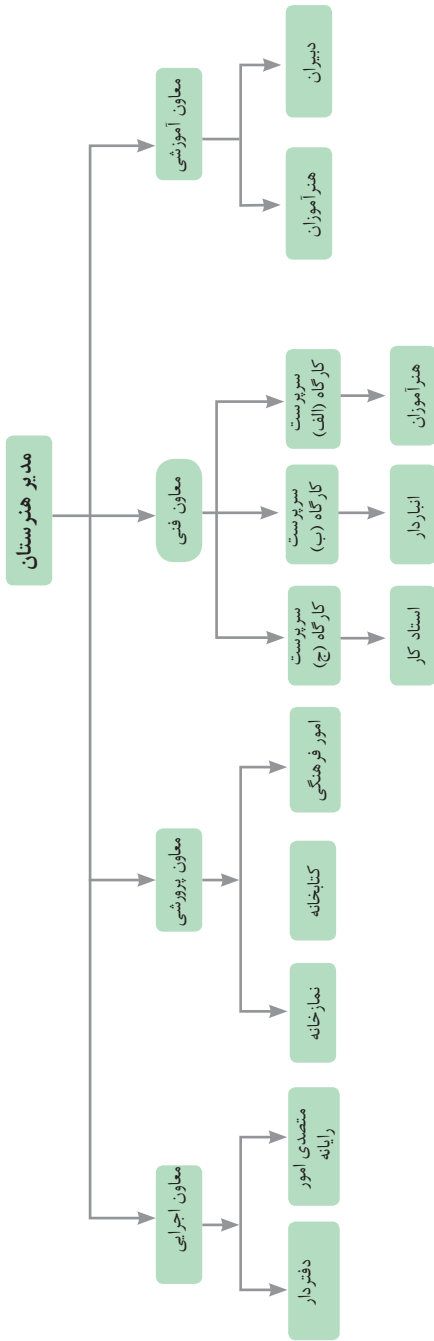 مدیر هنرستان
معاون آموزشی
معاون فنی
معاون پرورشی
معاون اجرایی
دبیران
هنرآموزان
سرپرست
کارگاه (الف)
سرپرست
کارگاه (ب)
سرپرست
کارگاه (ج)
امور فرهنگی
کتابخانه
نمازخانه
متصدی امور
رایانه
دفتردار
هنرآموزان
انباردار
استاد کار